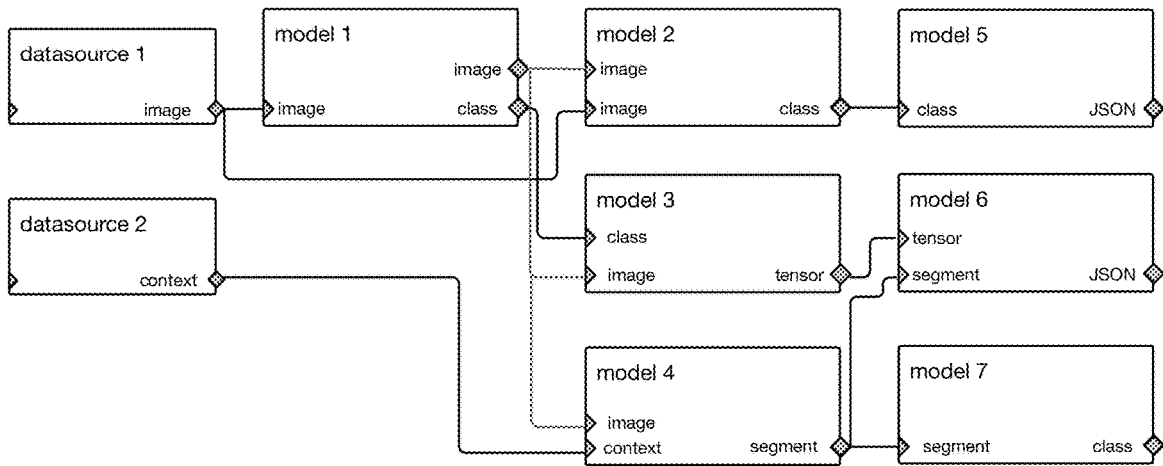 datasource 1
image
model 1
image
class
image
model 2
image
image
class
model 5
class
JSON
datasource 2
context
model 3
class
image
tensor
model 6
tensor
segment
JSON
model 4
image
context
segment
model 7
segment
class